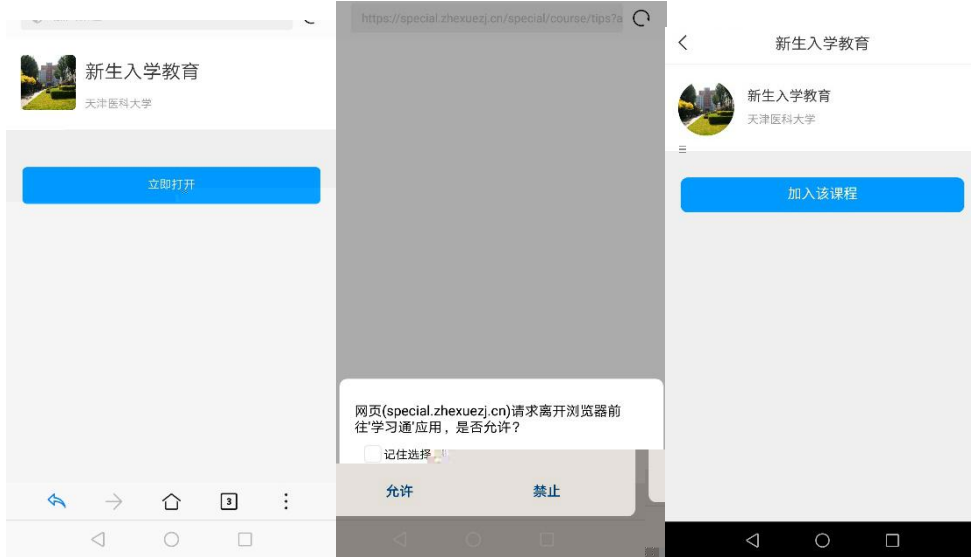 新生入学教育
天津医科大学
立即打开
3
https://special.zhexuezj.cn/special/course/tips?a
网页(special.zhexuezj.cn)请求离开浏览器前
往'学习通'应用，是否允许？
记住选择
允许
禁止
新生入学教育
新生入学教育
天津医科大学
加入该课程